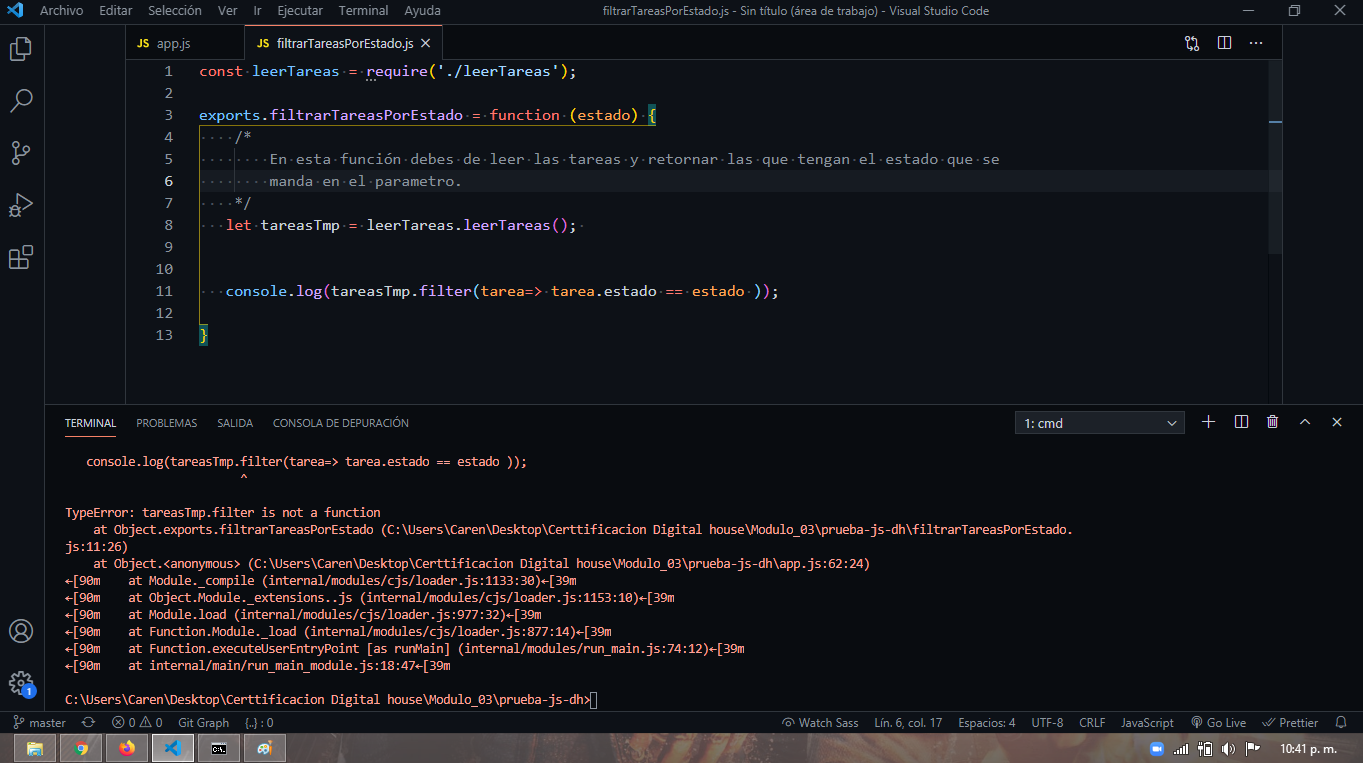 Archivo Editar Selección Ver Ir Ejecutar Terminal Ayuda filtrarTareasPorEstado.js - Sin título (área de trabajo) - Visual Studio Code
JS app.js JS filtrarTareasPorEstado.js
1 const leerTareas = require('./leerTareas');
2
3 exports.filtrarTareasPorEstado = function (estado) {
4 /*
5 En esta función debes de leer las tareas y retornar las que tengan el estado que se
6 manda en el parametro.
7 */
8 let tareasTmp = leerTareas.leerTareas();
9
10
11 console.log(tareasTmp.filter(tarea=> tarea.estado == estado ));
12
13 }
TERMINAL PROBLEMAS SALIDA CONSOLA DE DEPURACIÓN 1: cmd
console.log(tareasTmp.filter(tarea=> tarea.estado == estado ));
^
TypeError: tareasTmp.filter is not a function
at Object.exports.filtrarTareasPorEstado (C:\Users\Caren\Desktop\Certtificacion Digital house\Modulo_03\prueba-js-dh\filtrarTareasPorEstado.
js:11:26)
at Object.<anonymous> (C:\Users\Caren\Desktop\Certtificacion Digital house\Modulo_03\prueba-js-dh\app.js:62:24)
←[90m at Module._compile (internal/modules/cjs/loader.js:1133:30)←[39m
←[90m at Object.Module._extensions..js (internal/modules/cjs/loader.js:1153:10)←[39m
←[90m at Module.load (internal/modules/cjs/loader.js:977:32)←[39m
←[90m at Function.Module._load (internal/modules/cjs/loader.js:877:14)←[39m
←[90m at Function.executeUserEntryPoint [as runMain] (internal/modules/run_main.js:74:12)←[39m
←[90m at internal/main/run_main_module.js:18:47←[39m
C:\Users\Caren\Desktop\Certtificacion Digital house\Modulo_03\prueba-js-dh>
1
master 0 0 Git Graph {..} : 0 Watch Sass Lín. 6, col. 17 Espacios: 4 UTF-8 CRLF JavaScript Go Live Prettier
C:\. 10:41 p. m.